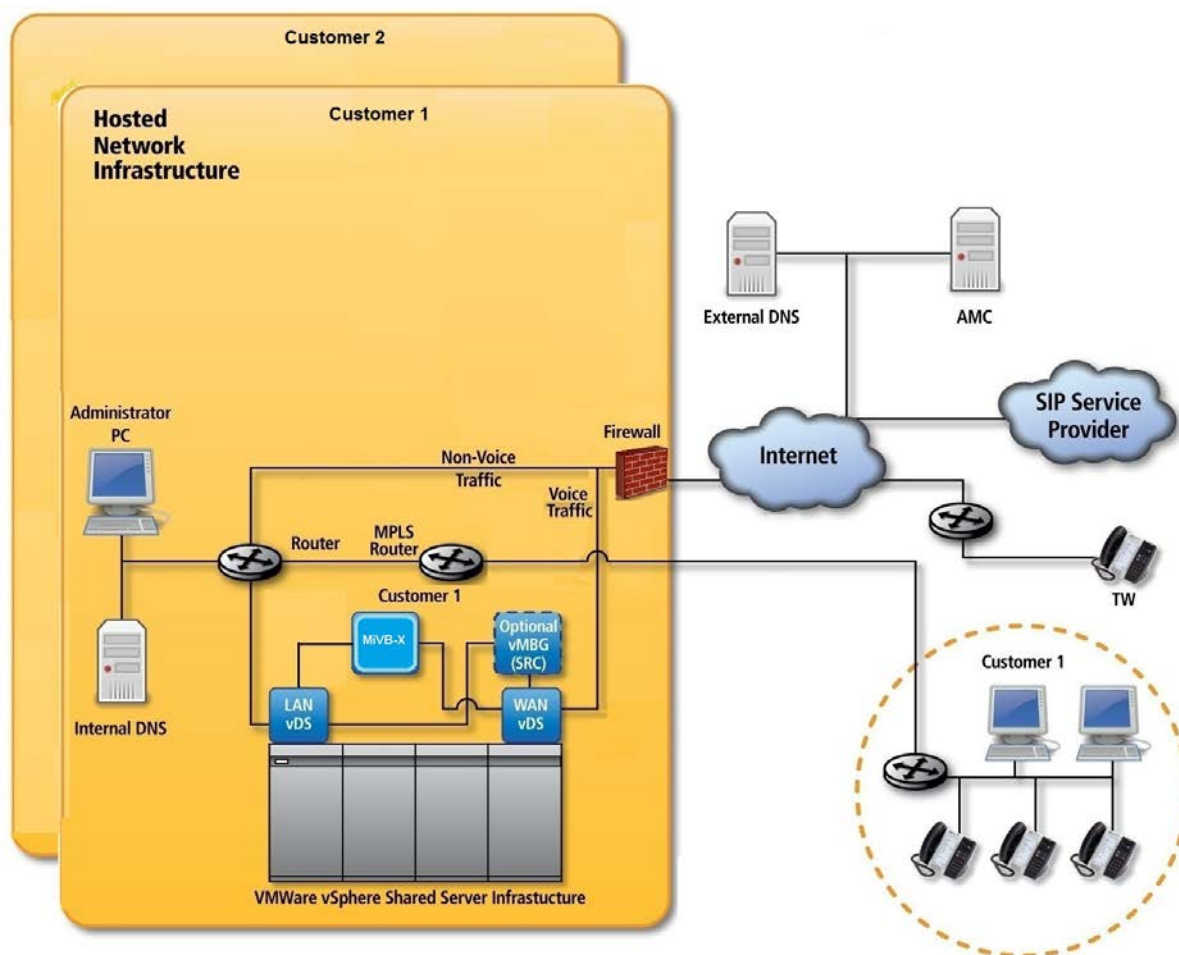 Customer 2
Customer 1
Hosted
Network
Infrastructure
External DNS
AMC
SIP Service
Provider
Internet
Administrator
PC
Firewall
Non-Voice
Traffic
Voice
Traffic
Router
MPLS
Router
Customer 1
MiVB-X
Optional
vMBG
(SRC)
TW
LAN
vDS
WAN
vDS
Internal DNS
Customer 1
VMWare vSphere Shared Server Infrastucture